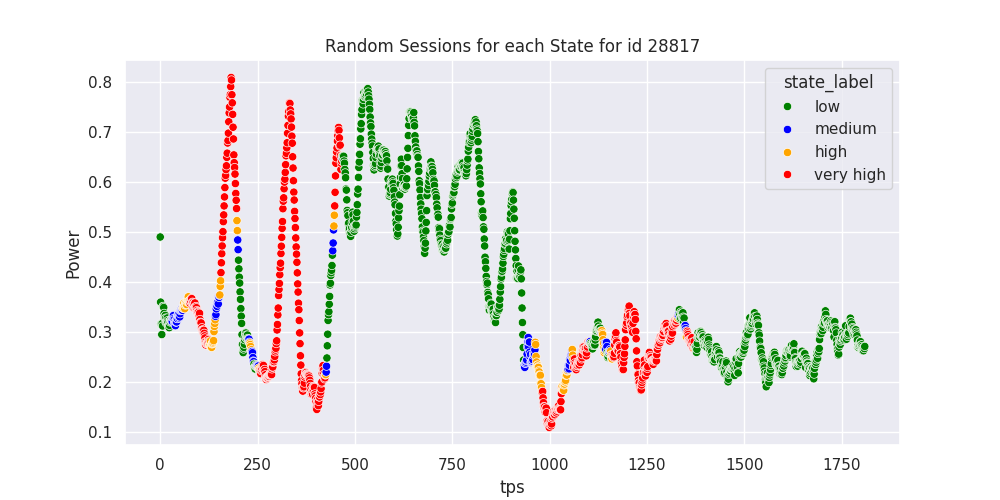 Random Sessions for each State for id 28817
state_label
low
medium
high
very high
Power
0.8
0.7
0.6
0.5
0.4
0.3
0.2
0.1
0 250 500 750 1000 1250 1500 1750
tps